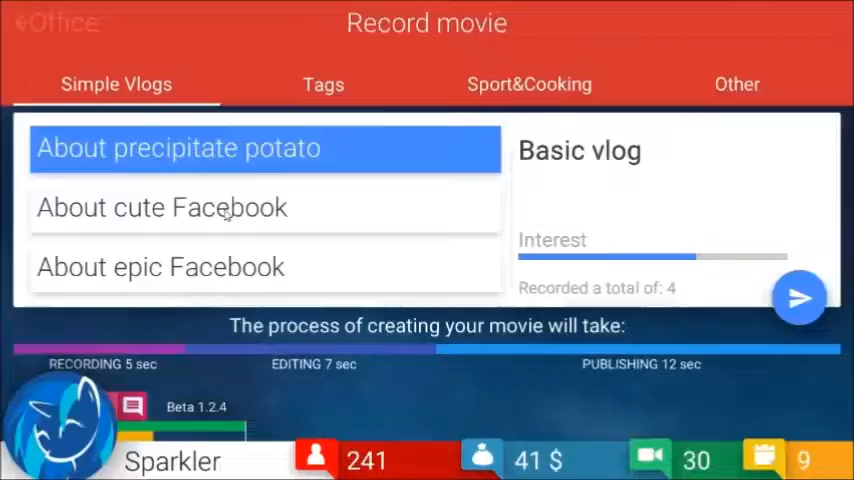 Office
Record movie
Simple Vlogs
Tags
Sport&Cooking
Other
About precipitate potato
Basic vlog
About cute Facebook
Interest
About epic Facebook
Recorded a total of: 4
The process of creating your movie will take:
RECORDING 5 sec
EDITING 7 sec
PUBLISHING 12 sec
Beta 1.2.4
Sparkler
241
41 $
30
9